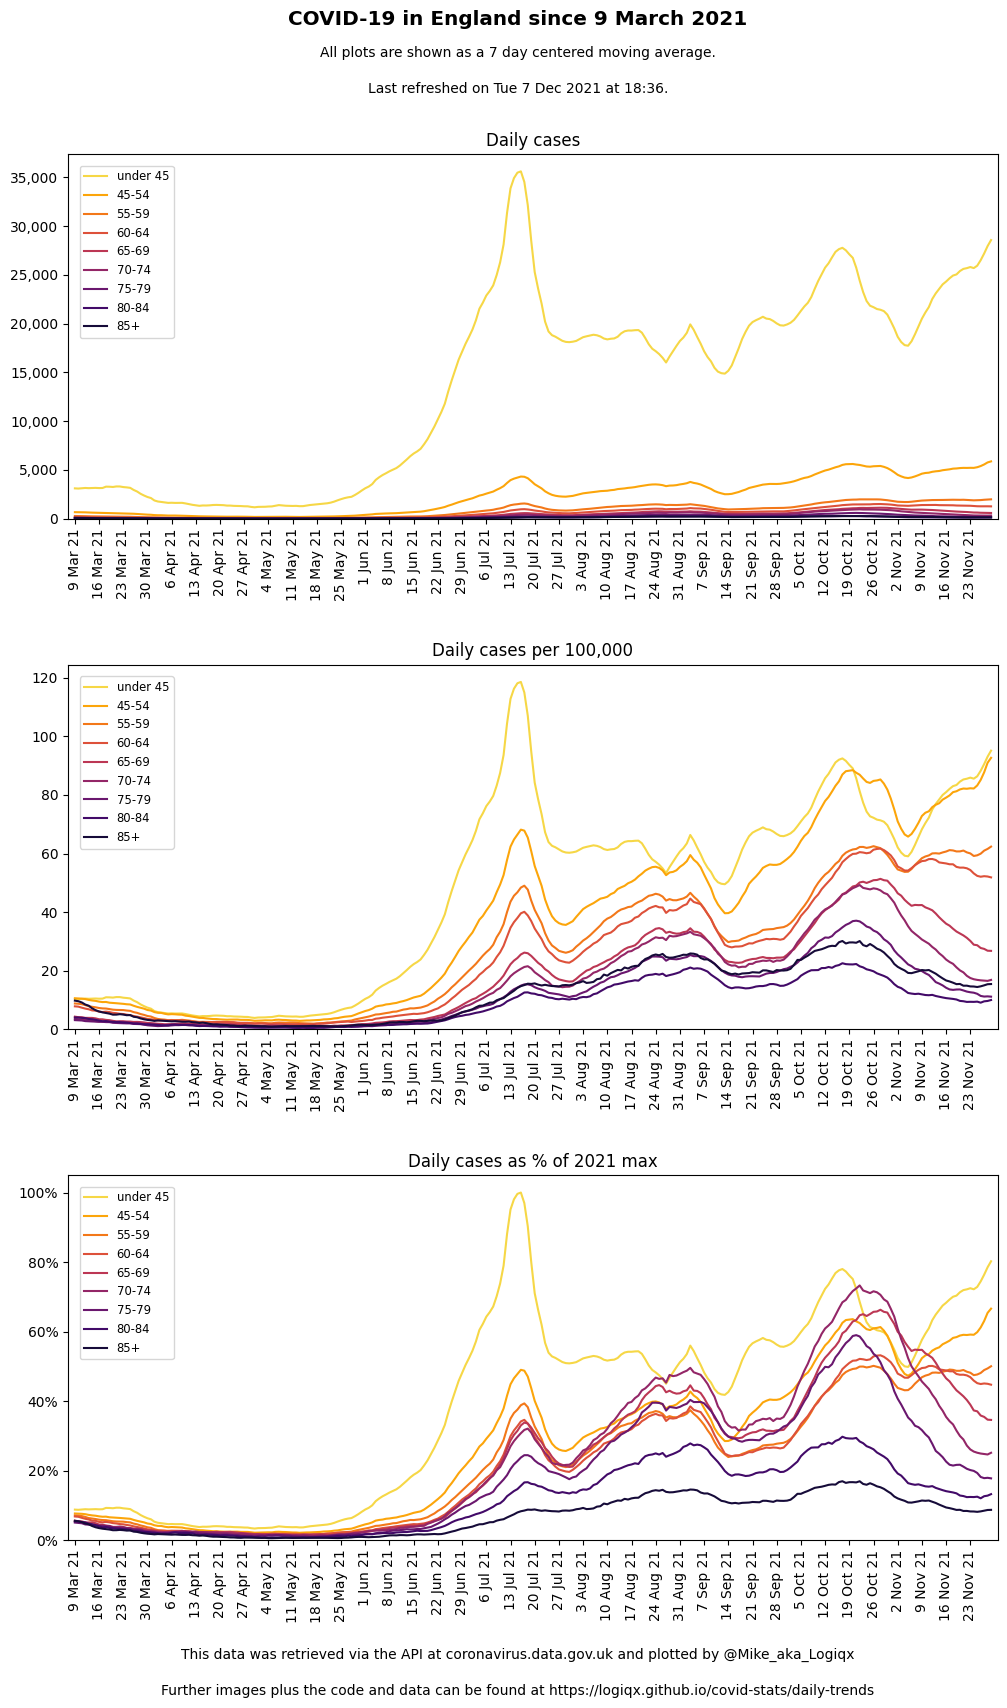 COVID-19 in England since 9 March 2021
All plots are shown as a 7 day centered moving average.
Last refreshed on Tue 7 Dec 2021 at 18:36.
Daily cases
35,000
30,000
25,000
20,000
15,000
10,000
5,000
0
under 45
45-54
55-59
60-64
65-69
70-74
75-79
80-84
85+
9 Mar 21
16 Mar 21
23 Mar 21
30 Mar 21
6 Apr 21
13 Apr 21
20 Apr 21
27 Apr 21
4 May 21
11 May 21
18 May 21
25 May 21
1 Jun 21
8 Jun 21
15 Jun 21
22 Jun 21
29 Jun 21
6 Jul 21
13 Jul 21
20 Jul 21
27 Jul 21
3 Aug 21
10 Aug 21
17 Aug 21
24 Aug 21
31 Aug 21
7 Sep 21
14 Sep 21
21 Sep 21
28 Sep 21
5 Oct 21
12 Oct 21
19 Oct 21
26 Oct 21
2 Nov 21
9 Nov 21
16 Nov 21
23 Nov 21
Daily cases per 100,000
120
100
80
60
40
20
0
under 45
45-54
55-59
60-64
65-69
70-74
75-79
80-84
85+
9 Mar 21
16 Mar 21
23 Mar 21
30 Mar 21
6 Apr 21
13 Apr 21
20 Apr 21
27 Apr 21
4 May 21
11 May 21
18 May 21
25 May 21
1 Jun 21
8 Jun 21
15 Jun 21
22 Jun 21
29 Jun 21
6 Jul 21
13 Jul 21
20 Jul 21
27 Jul 21
3 Aug 21
10 Aug 21
17 Aug 21
24 Aug 21
31 Aug 21
7 Sep 21
14 Sep 21
21 Sep 21
28 Sep 21
5 Oct 21
12 Oct 21
19 Oct 21
26 Oct 21
2 Nov 21
9 Nov 21
16 Nov 21
23 Nov 21
Daily cases as % of 2021 max
100%
80%
60%
40%
20%
0%
under 45
45-54
55-59
60-64
65-69
70-74
75-79
80-84
85+
9 Mar 21
16 Mar 21
23 Mar 21
30 Mar 21
6 Apr 21
13 Apr 21
20 Apr 21
27 Apr 21
4 May 21
11 May 21
18 May 21
25 May 21
1 Jun 21
8 Jun 21
15 Jun 21
22 Jun 21
29 Jun 21
6 Jul 21
13 Jul 21
20 Jul 21
27 Jul 21
3 Aug 21
10 Aug 21
17 Aug 21
24 Aug 21
31 Aug 21
7 Sep 21
14 Sep 21
21 Sep 21
28 Sep 21
5 Oct 21
12 Oct 21
19 Oct 21
26 Oct 21
2 Nov 21
9 Nov 21
16 Nov 21
23 Nov 21
This data was retrieved via the API at coronavirus.data.gov.uk and plotted by @Mike_aka_Logiqx
Further images plus the code and data can be found at https://logiqx.github.io/covid-stats/daily-trends